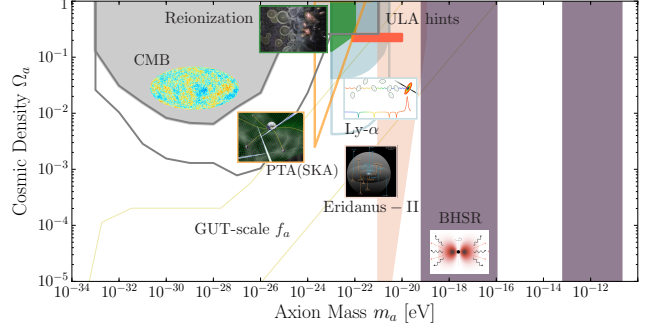 Reionization
ULA hints
CMB
Ly-α
PTA(SKA)
Eridanus − II
GUT-scale f_a
BHSR
Cosmic Density Ω_a
1
10^−1
10^−2
10^−3
10^−4
10^−5
10^−34 10^−32 10^−30 10^−28 10^−26 10^−24 10^−22 10^−20 10^−18 10^−16 10^−14 10^−12
Axion Mass m_a [eV]